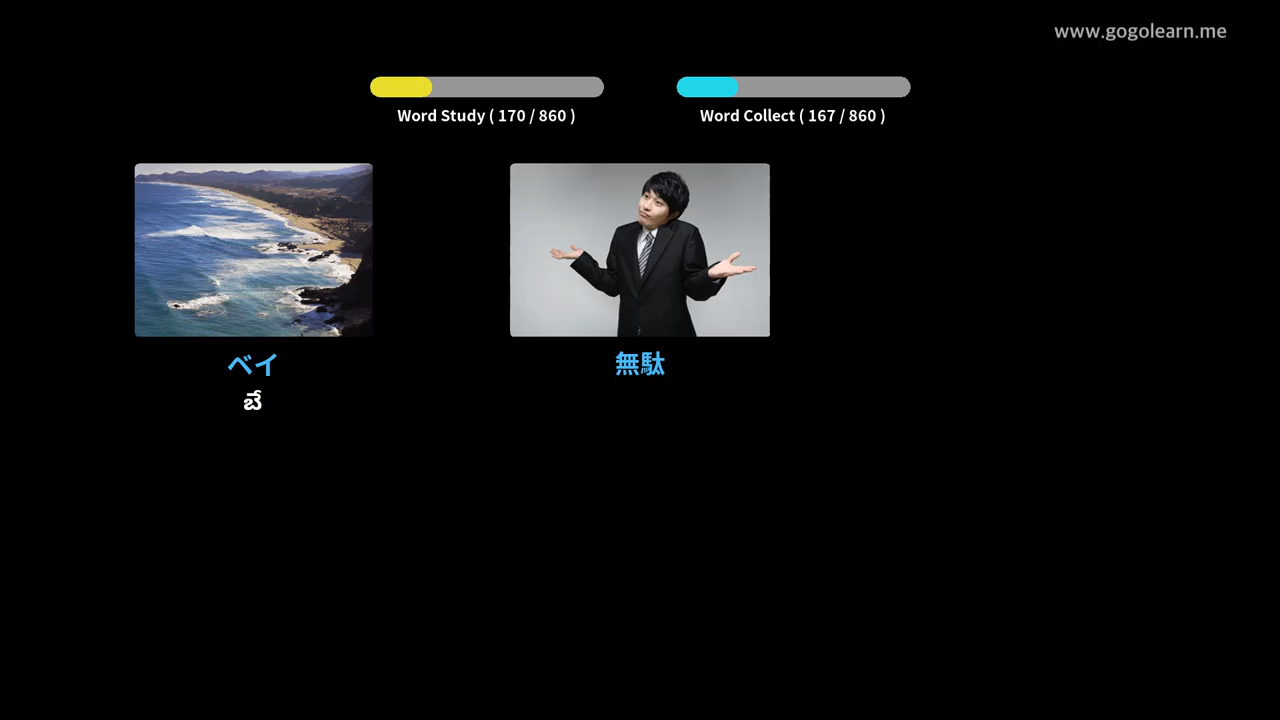 www.gogolearn.me
Word Study ( 170 / 860 )
Word Collect ( 167 / 860 )
ベイ
బే
無駄